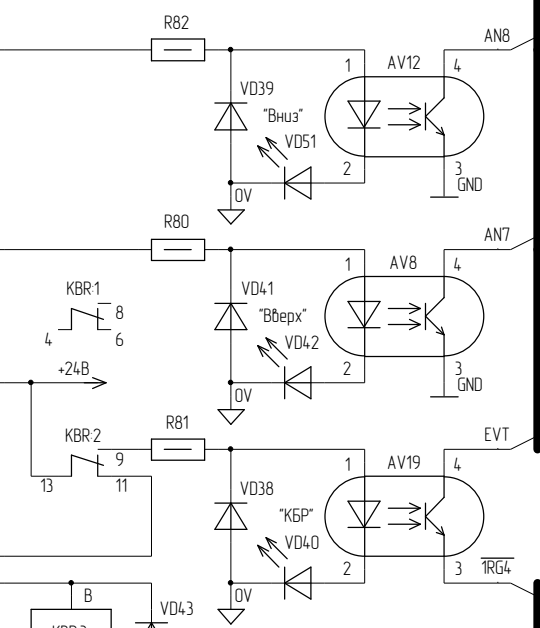 R82
AN8
1
AV12
4
VD39
"Вниз"
VD51
2
3
GND
0V
R80
AN7
1
AV8
4
KBR:1
8
VD41
"Вверх"
4
6
VD42
+24В
2
3
GND
0V
R81
KBR:2
EVT
9
1
AV19
4
13
11
VD38
"КБР"
VD40
2
3
1RG4
B
0V
VD43